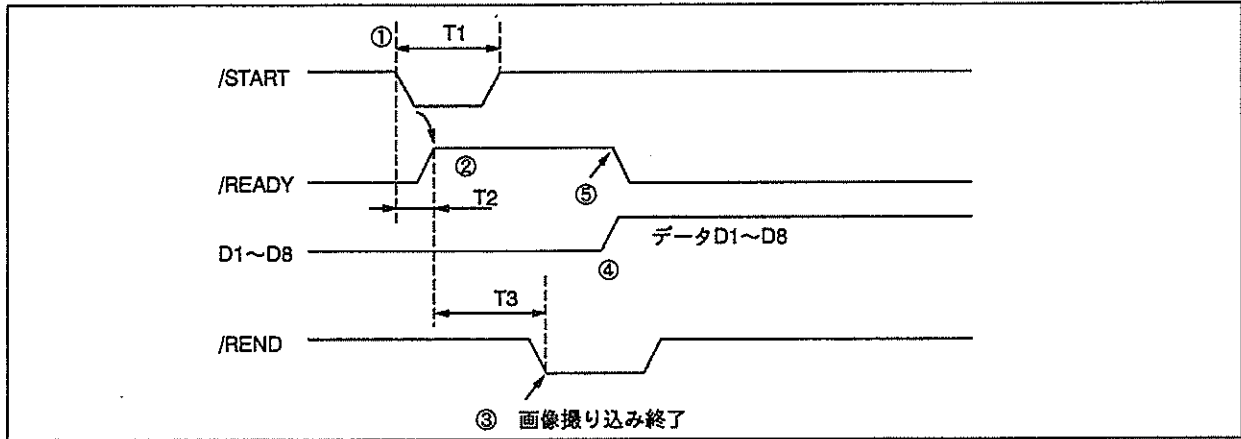 ① T1
/START
②
/READY
⑤
T2
データD1～D8
D1～D8
④
T3
/REND
③ 画像撮り込み終了